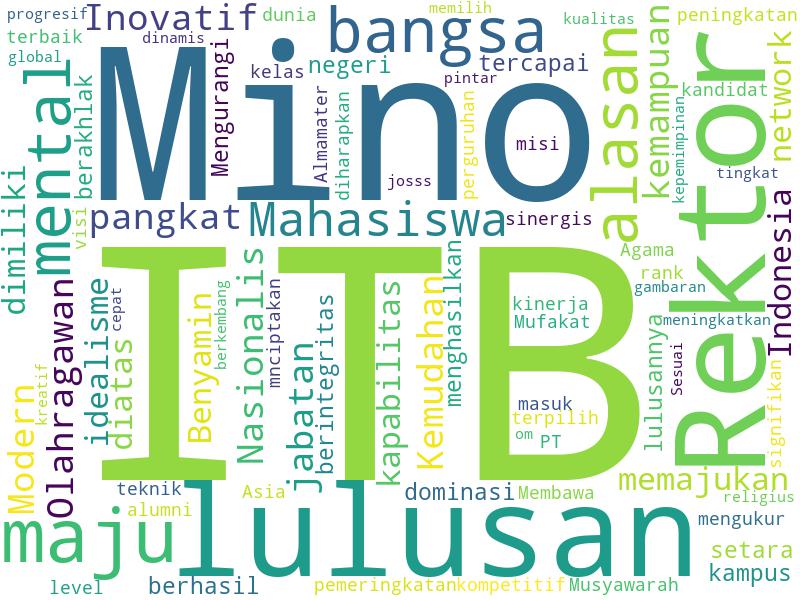 progresif
Inovatif
dunia
memilih
kualitas
peningkatan
terbaik
dinamis
bangsa
global
kelas
negeri
tercapai
pintar
Mino
mental
berakhlak
Mengurangi
Almamater
diharapkan
perguruhan
misi
josss
alasan
kemampuan
kandidat
kepemimpinan
network
tingkat
Rektor
dimiliki
visi
pangkat
Mahasiswa
sinergis
Agama
rank
gambaran
Indonesia
ITB
Modern
kreatif
Olahragawan
idealisme
cepat
diatas
Benyamin
berkembang
Nasionalis
mnciptakan
jabatan
berintegritas
kapabilitas
Kemudahan
menghasilkan
kinerja
Mufakat
meningkatkan
lulusannya
Sesuai
signifikan
masuk
terpilih
om
PT
memajukan
teknik
Asia
dominasi
Membawa
religius
alumni
maju
lulusan
mengukur
setara
kampus
level
berhasil
pemeringkatan
kompetitif
Musyawarah